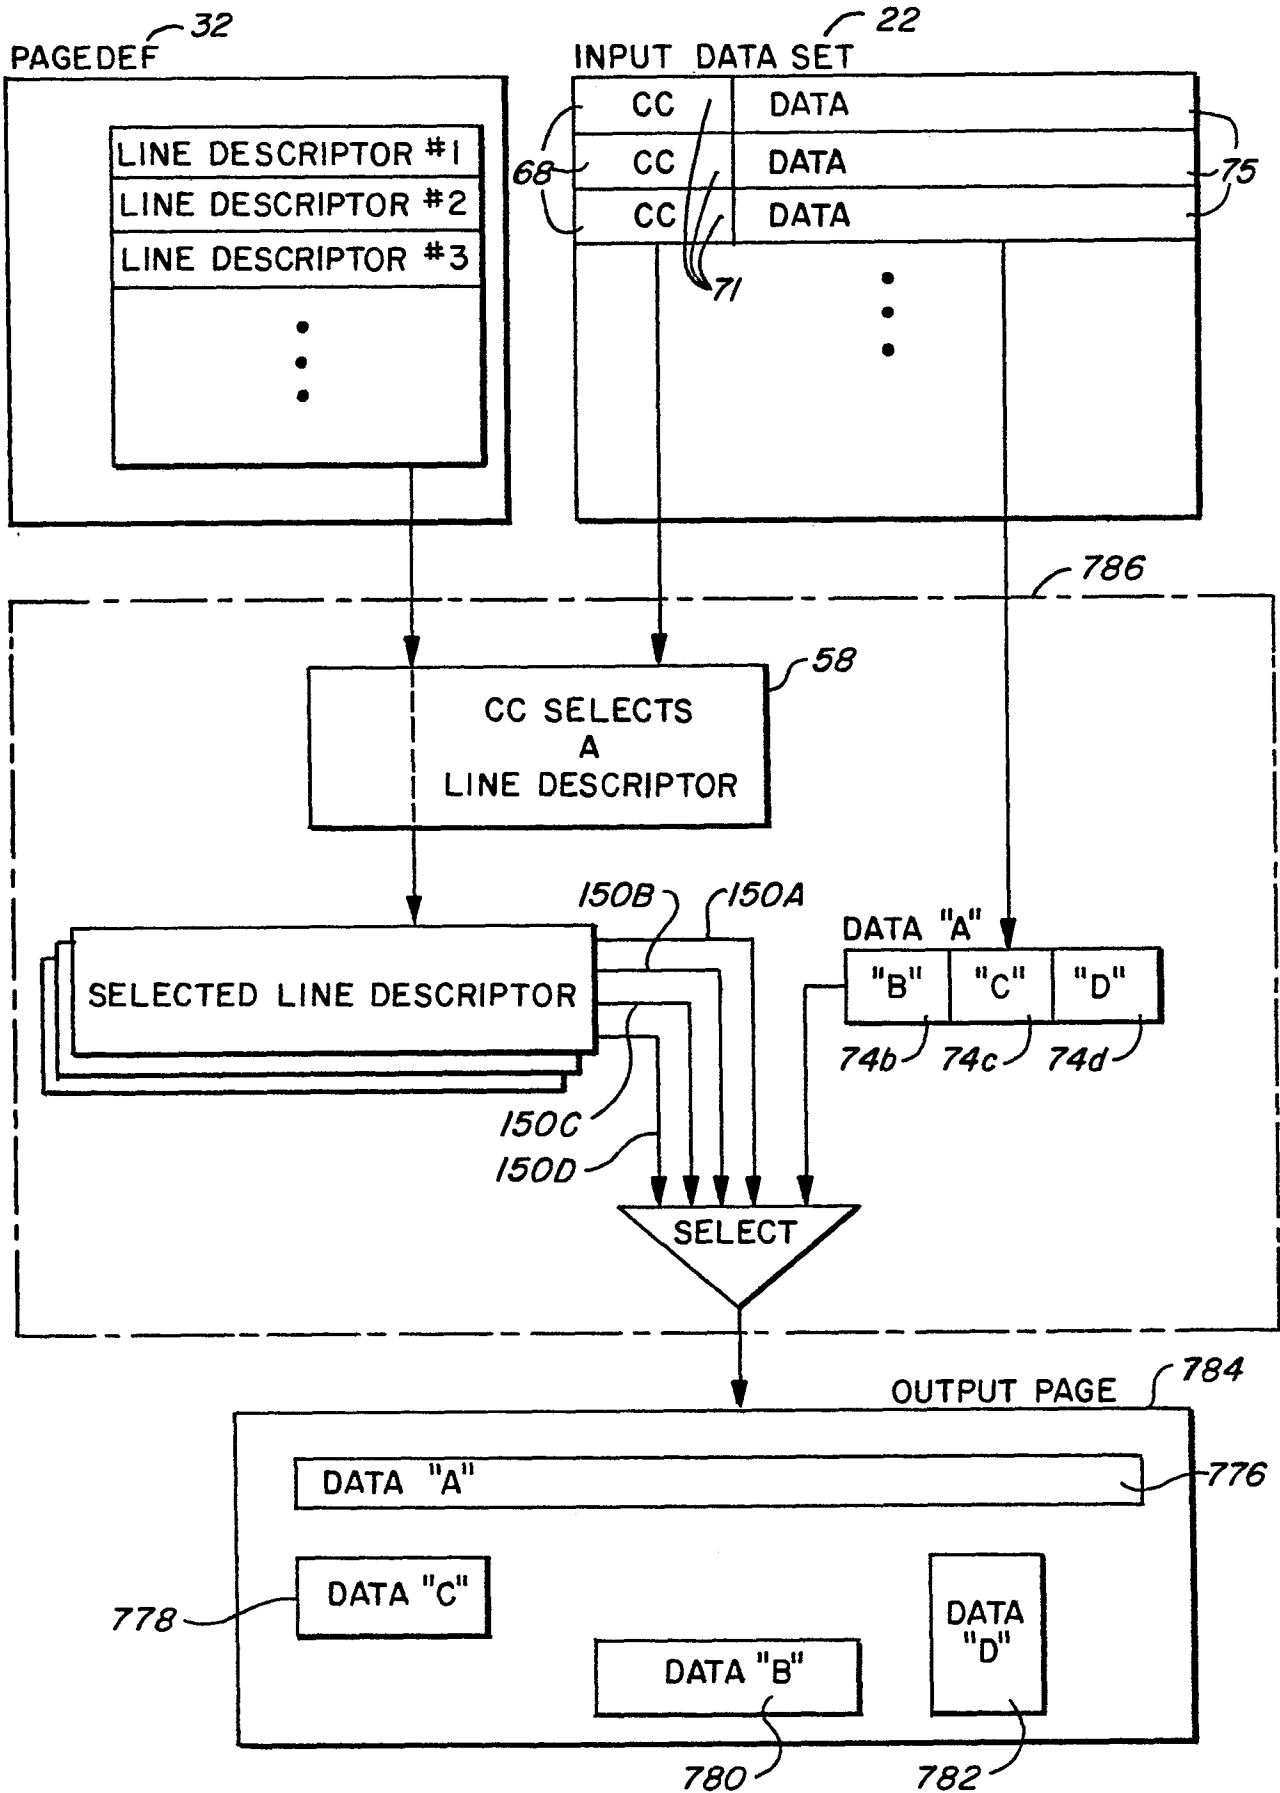 32
22
PAGEDEF
INPUT DATA SET
LINE DESCRIPTOR #1
LINE DESCRIPTOR #2
LINE DESCRIPTOR #3
CC DATA
CC DATA
CC DATA
68
75
71
786
58
CC SELECTS
A
LINE DESCRIPTOR
150B
150A
DATA "A"
"B" "C" "D"
SELECTED LINE DESCRIPTOR
74b 74c 74d
150C
150D
SELECT
784
OUTPUT PAGE
DATA "A"
776
DATA "C"
778
DATA
"D"
DATA "B"
780
782